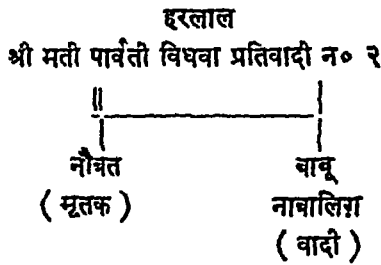 हरलाल
श्री मती पार्वती विधवा प्रतिवादी न० २
नौबत बाबू
( मृतक ) नाबालिग़
( वादी )